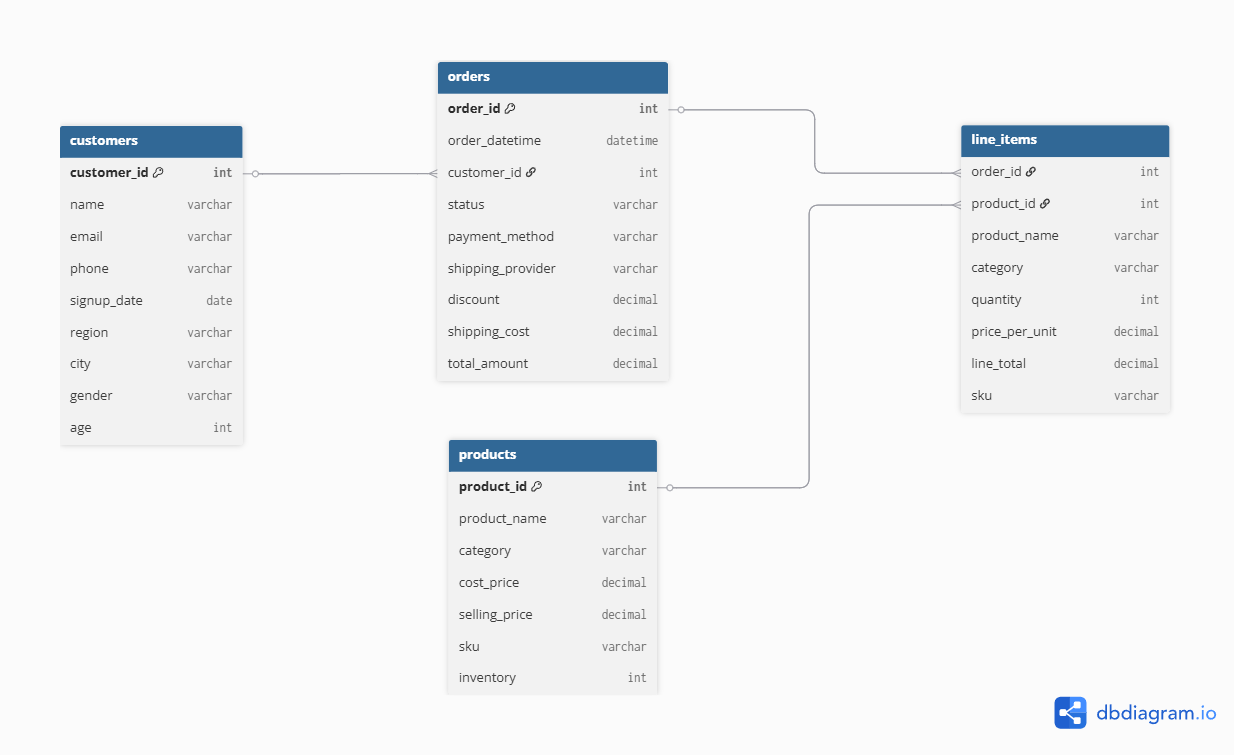 customers
customer_id int
name varchar
email varchar
phone varchar
signup_date date
region varchar
city varchar
gender varchar
age int
orders
order_id int
order_datetime datetime
customer_id int
status varchar
payment_method varchar
shipping_provider varchar
discount decimal
shipping_cost decimal
total_amount decimal
products
product_id int
product_name varchar
category varchar
cost_price decimal
selling_price decimal
sku varchar
inventory int
line_items
order_id int
product_id int
product_name varchar
category varchar
quantity int
price_per_unit decimal
line_total decimal
sku varchar
dbdiagram.io